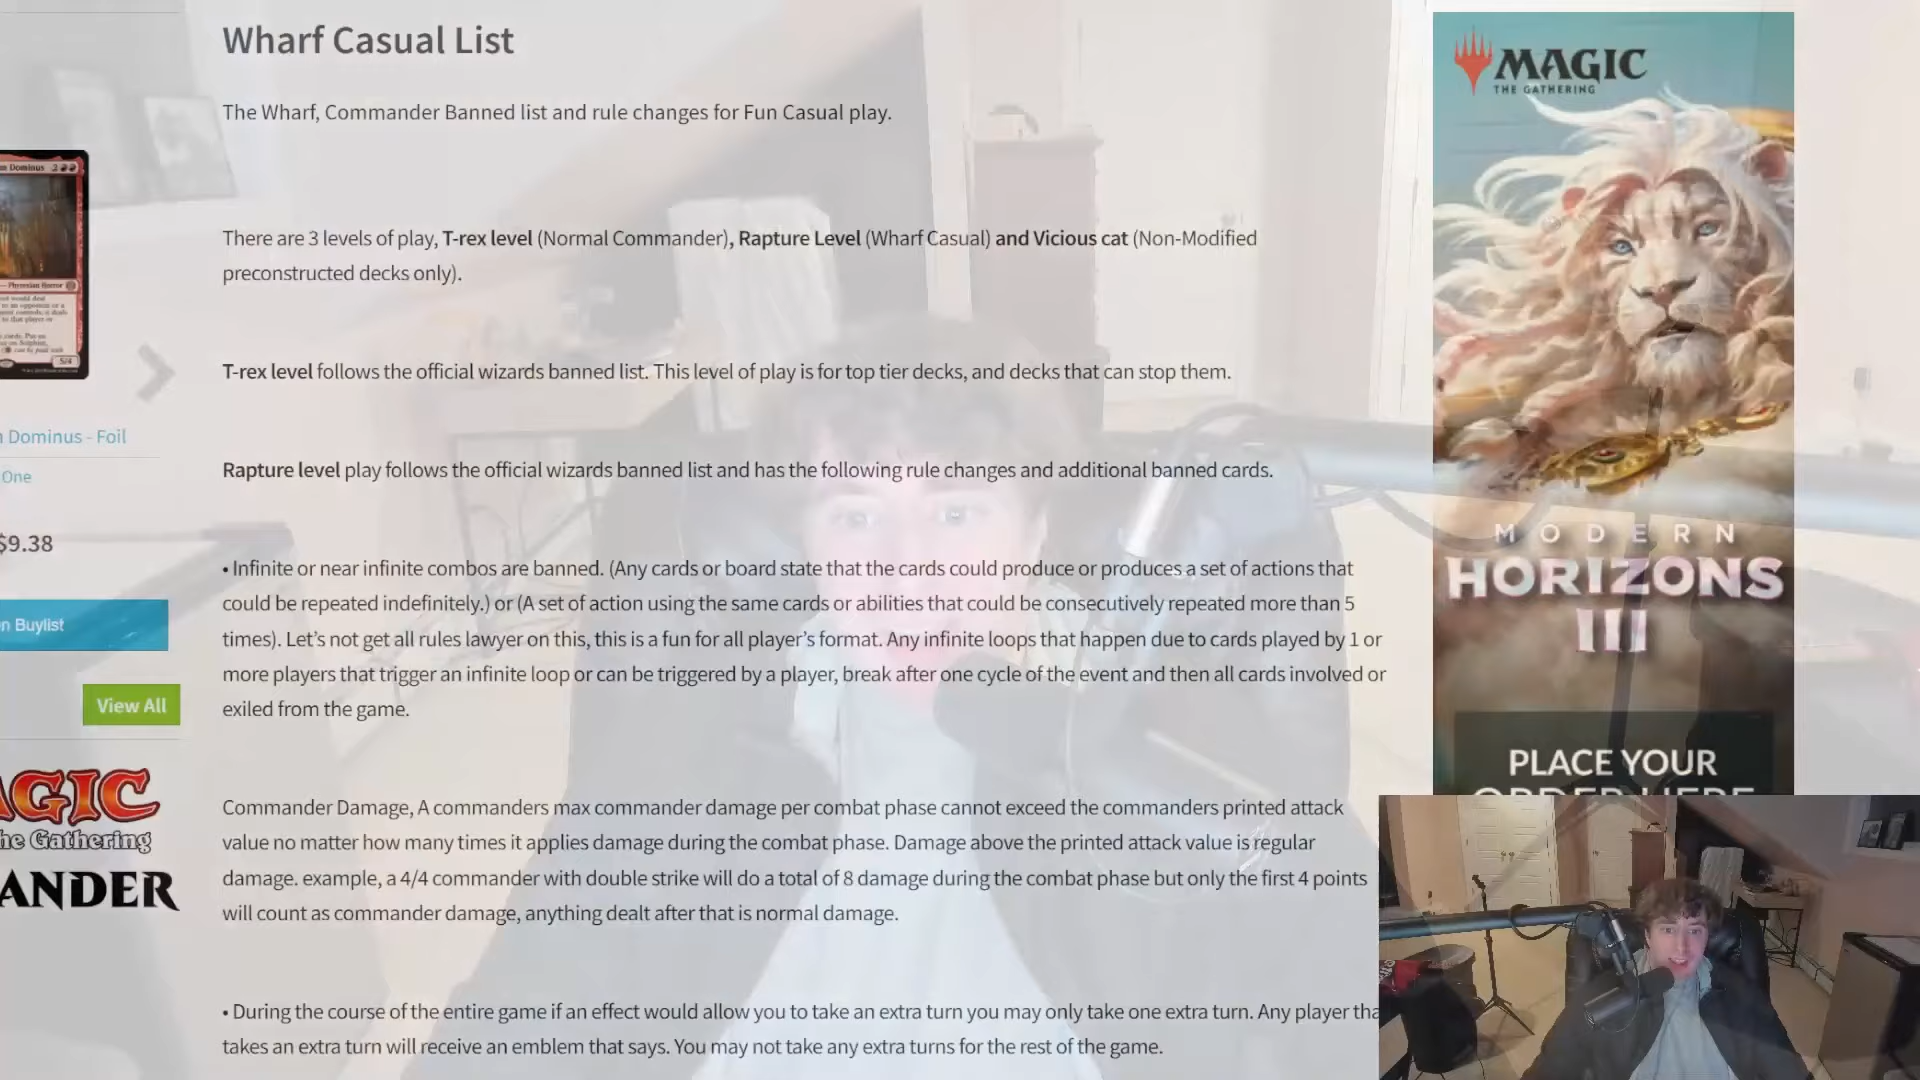 Wharf Casual List
The Wharf, Commander Banned list and rule changes for Fun Casual play.
There are 3 levels of play, T-rex level (Normal Commander), Rapture Level (Wharf Casual) and Vicious cat (Non-Modified
preconstructed decks only).
T-rex level follows the official wizards banned list. This level of play is for top tier decks, and decks that can stop them.
Rapture level play follows the official wizards banned list and has the following rule changes and additional banned cards.
• Infinite or near infinite combos are banned. (Any cards or board state that the cards could produce or produces a set of actions that
could be repeated indefinitely.) or (A set of action using the same cards or abilities that could be consecutively repeated more than 5
times). Let's not get all rules lawyer on this, this is a fun for all player's format. Any infinite loops that happen due to cards played by 1 or
more players that trigger an infinite loop or can be triggered by a player, break after one cycle of the event and then all cards involved or
exiled from the game.
Commander Damage, A commanders max commander damage per combat phase cannot exceed the commanders printed attack
value no matter how many times it applies damage during the combat phase. Damage above the printed attack value is regular
damage. example, a 4/4 commander with double strike will do a total of 8 damage during the combat phase but only the first 4 points
will count as commander damage, anything dealt after that is normal damage.
• During the course of the entire game if an effect would allow you to take an extra turn you may only take one extra turn. Any player tha
takes an extra turn will receive an emblem that says. You may not take any extra turns for the rest of the game.
Dominus
— Phyrexian Horror
5/4
Dominus - Foil
One
$9.38
n Buylist
View All
AGIC
he Gathering
ANDER
MAGIC
THE GATHERING
MODERN
HORIZONS
III
PLACE YOUR
ORDER HERE